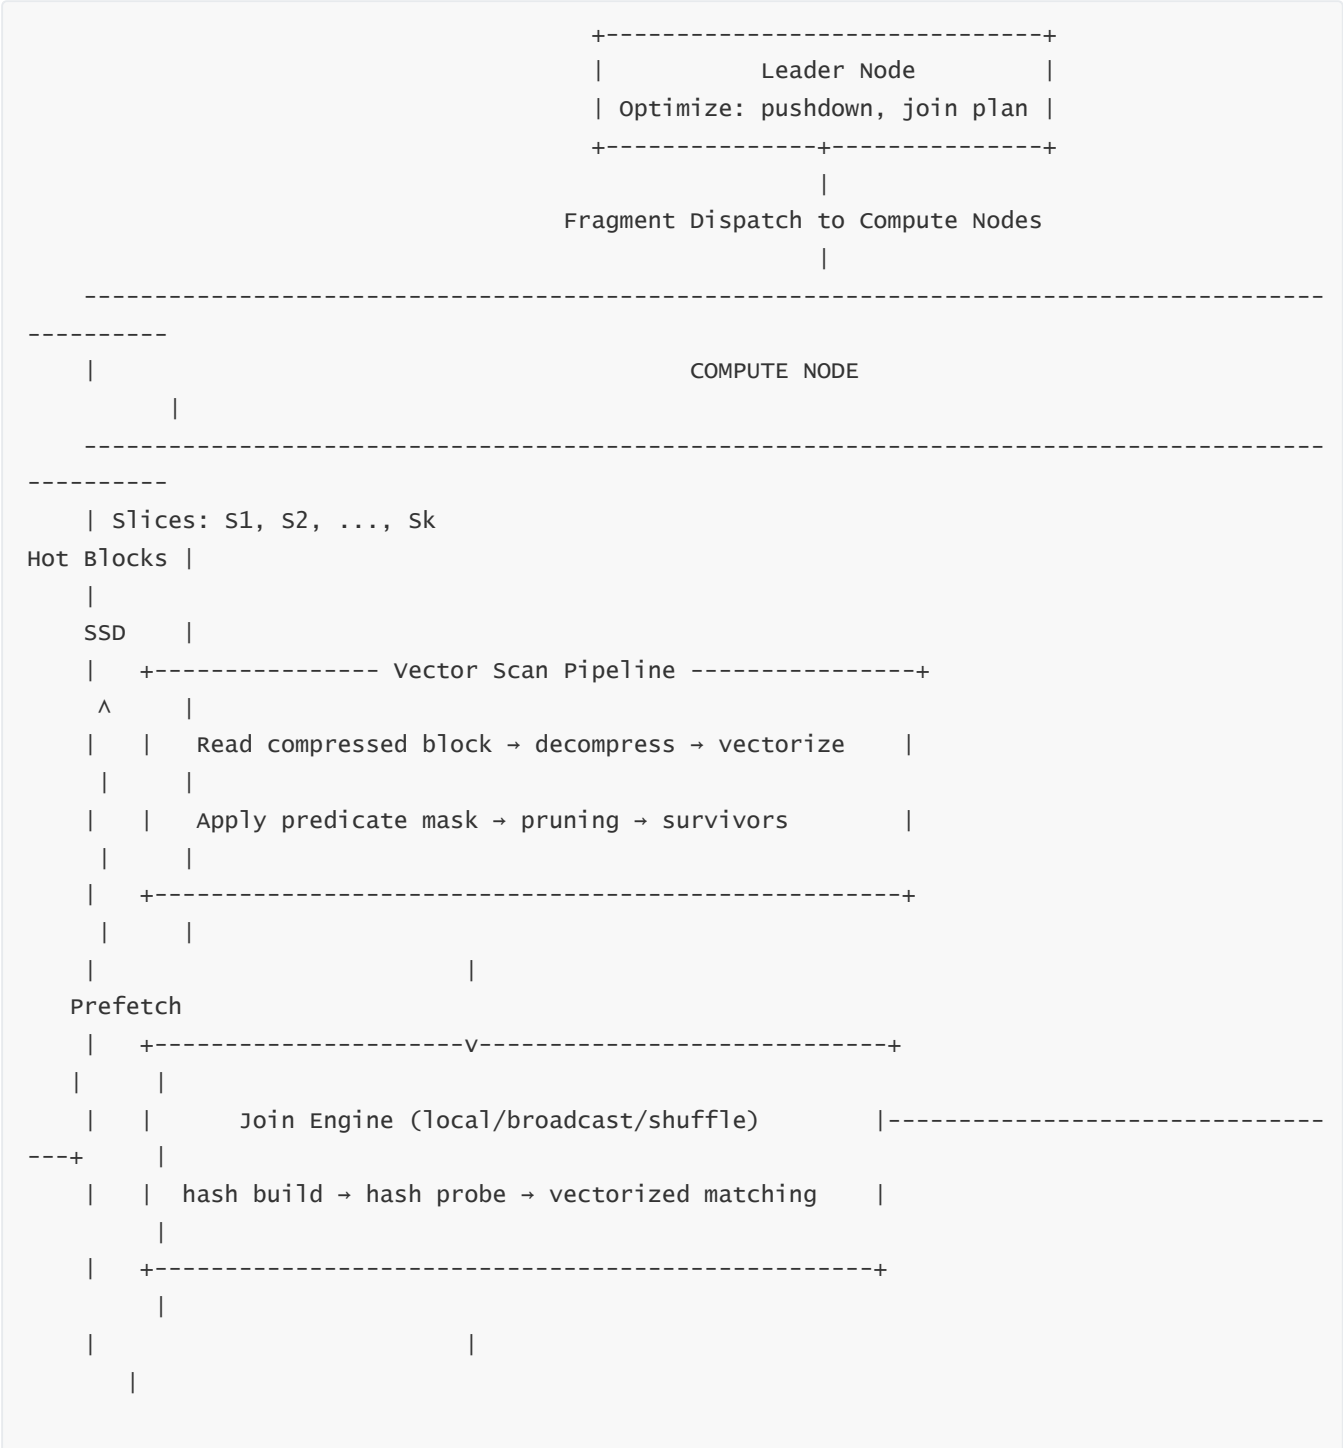 +-------------------------------+
                                        |           Leader Node         |
                                        | Optimize: pushdown, join plan |
                                        +---------------+---------------+
                                                        |
                                      Fragment Dispatch to Compute Nodes
                                                        |
    ----------------------------------------------------------------------------------------
----------
    |                                          COMPUTE NODE
          |
    ----------------------------------------------------------------------------------------
----------
    | Slices: S1, S2, ..., Sk
Hot Blocks |
    |
    SSD    |
    |   +---------------- Vector Scan Pipeline ----------------+
     ^     |
    |   |   Read compressed block → decompress → vectorize    |
     |     |
    |   |   Apply predicate mask → pruning → survivors        |
     |     |
    |   +-----------------------------------------------------+
     |     |
    |                          |
   Prefetch
    |   +----------------------v-----------------------------+
   |     |
    |   |      Join Engine (local/broadcast/shuffle)        |-------------------------------
---+     |
    |   |  hash build → hash probe → vectorized matching    |
         |
    |   +---------------------------------------------------+
         |
    |                          |
       |